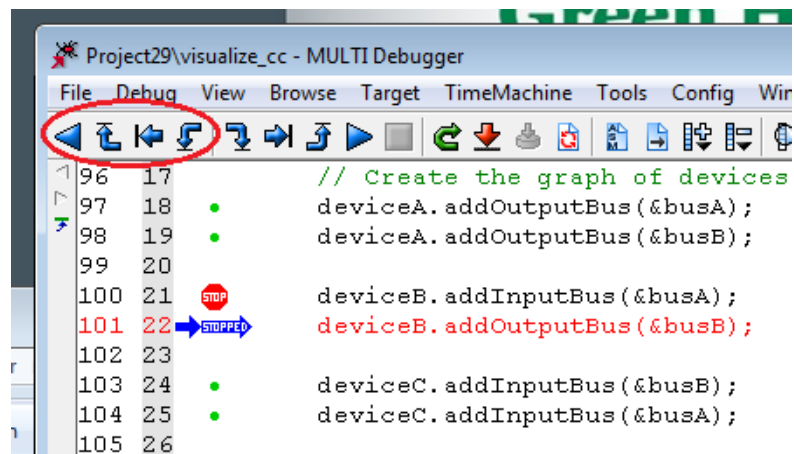 Green H
Project29\visualize_cc - MULTI Debugger
File Debug View Browse Target TimeMachine Tools Config Win
96 17 // Create the graph of devices
97 18 deviceA.addOutputBus(&busA);
98 19 deviceA.addOutputBus(&busB);
99 20
100 21 STOP deviceB.addInputBus(&busA);
101 22 STOPPED deviceB.addOutputBus(&busB);
102 23
103 24 deviceC.addInputBus(&busB);
104 25 deviceC.addInputBus(&busA);
105 26